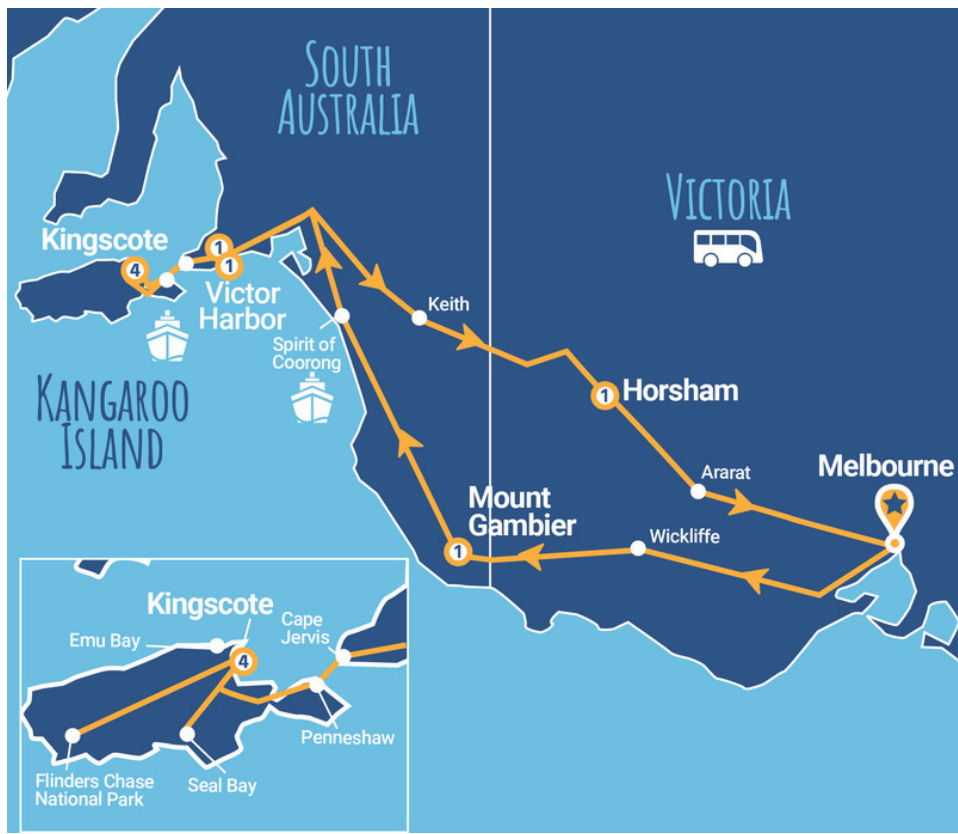 SOUTH
AUSTRALIA
VICTORIA
Kingscote
4
1
1
Victor
Harbor
Keith
Spirit of
Coorong
KANGAROO
ISLAND
1
Horsham
Ararat
Melbourne
Mount
Gambier
1
Wickliffe
Kingscote
Cape
Jervis
Emu Bay
4
Penneshaw
Flinders Chase
National Park
Seal Bay